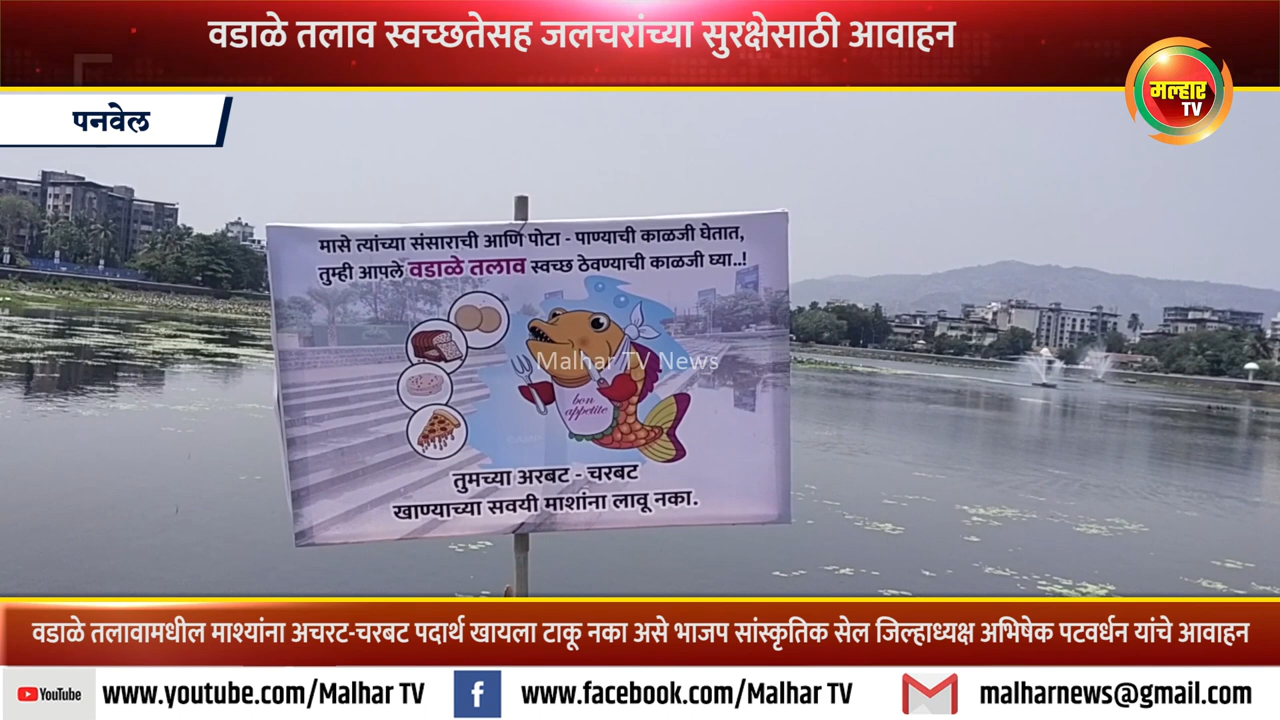 वडाळे तलाव स्वच्छतेसह जलचरांच्या सुरक्षेसाठी आवाहन
मल्हार
TV
पनवेल
मासे त्यांच्या संसाराची आणि पोटा - पाण्याची काळजी घेतात,
तुम्ही आपले वडाळे तलाव स्वच्छ ठेवण्याची काळजी घ्या..!
Malhar TV News
bon
appetite
तुमच्या अरबट - चरबट
खाण्याच्या सवयी माशांना लावू नका.
वडाळे तलावामधील माश्यांना अचरट-चरबट पदार्थ खायला टाकू नका असे भाजप सांस्कृतिक सेल जिल्हाध्यक्ष अभिषेक पटवर्धन यांचे आवाहन
YouTube www.youtube.com/Malhar TV f www.facebook.com/Malhar TV malharnews@gmail.com